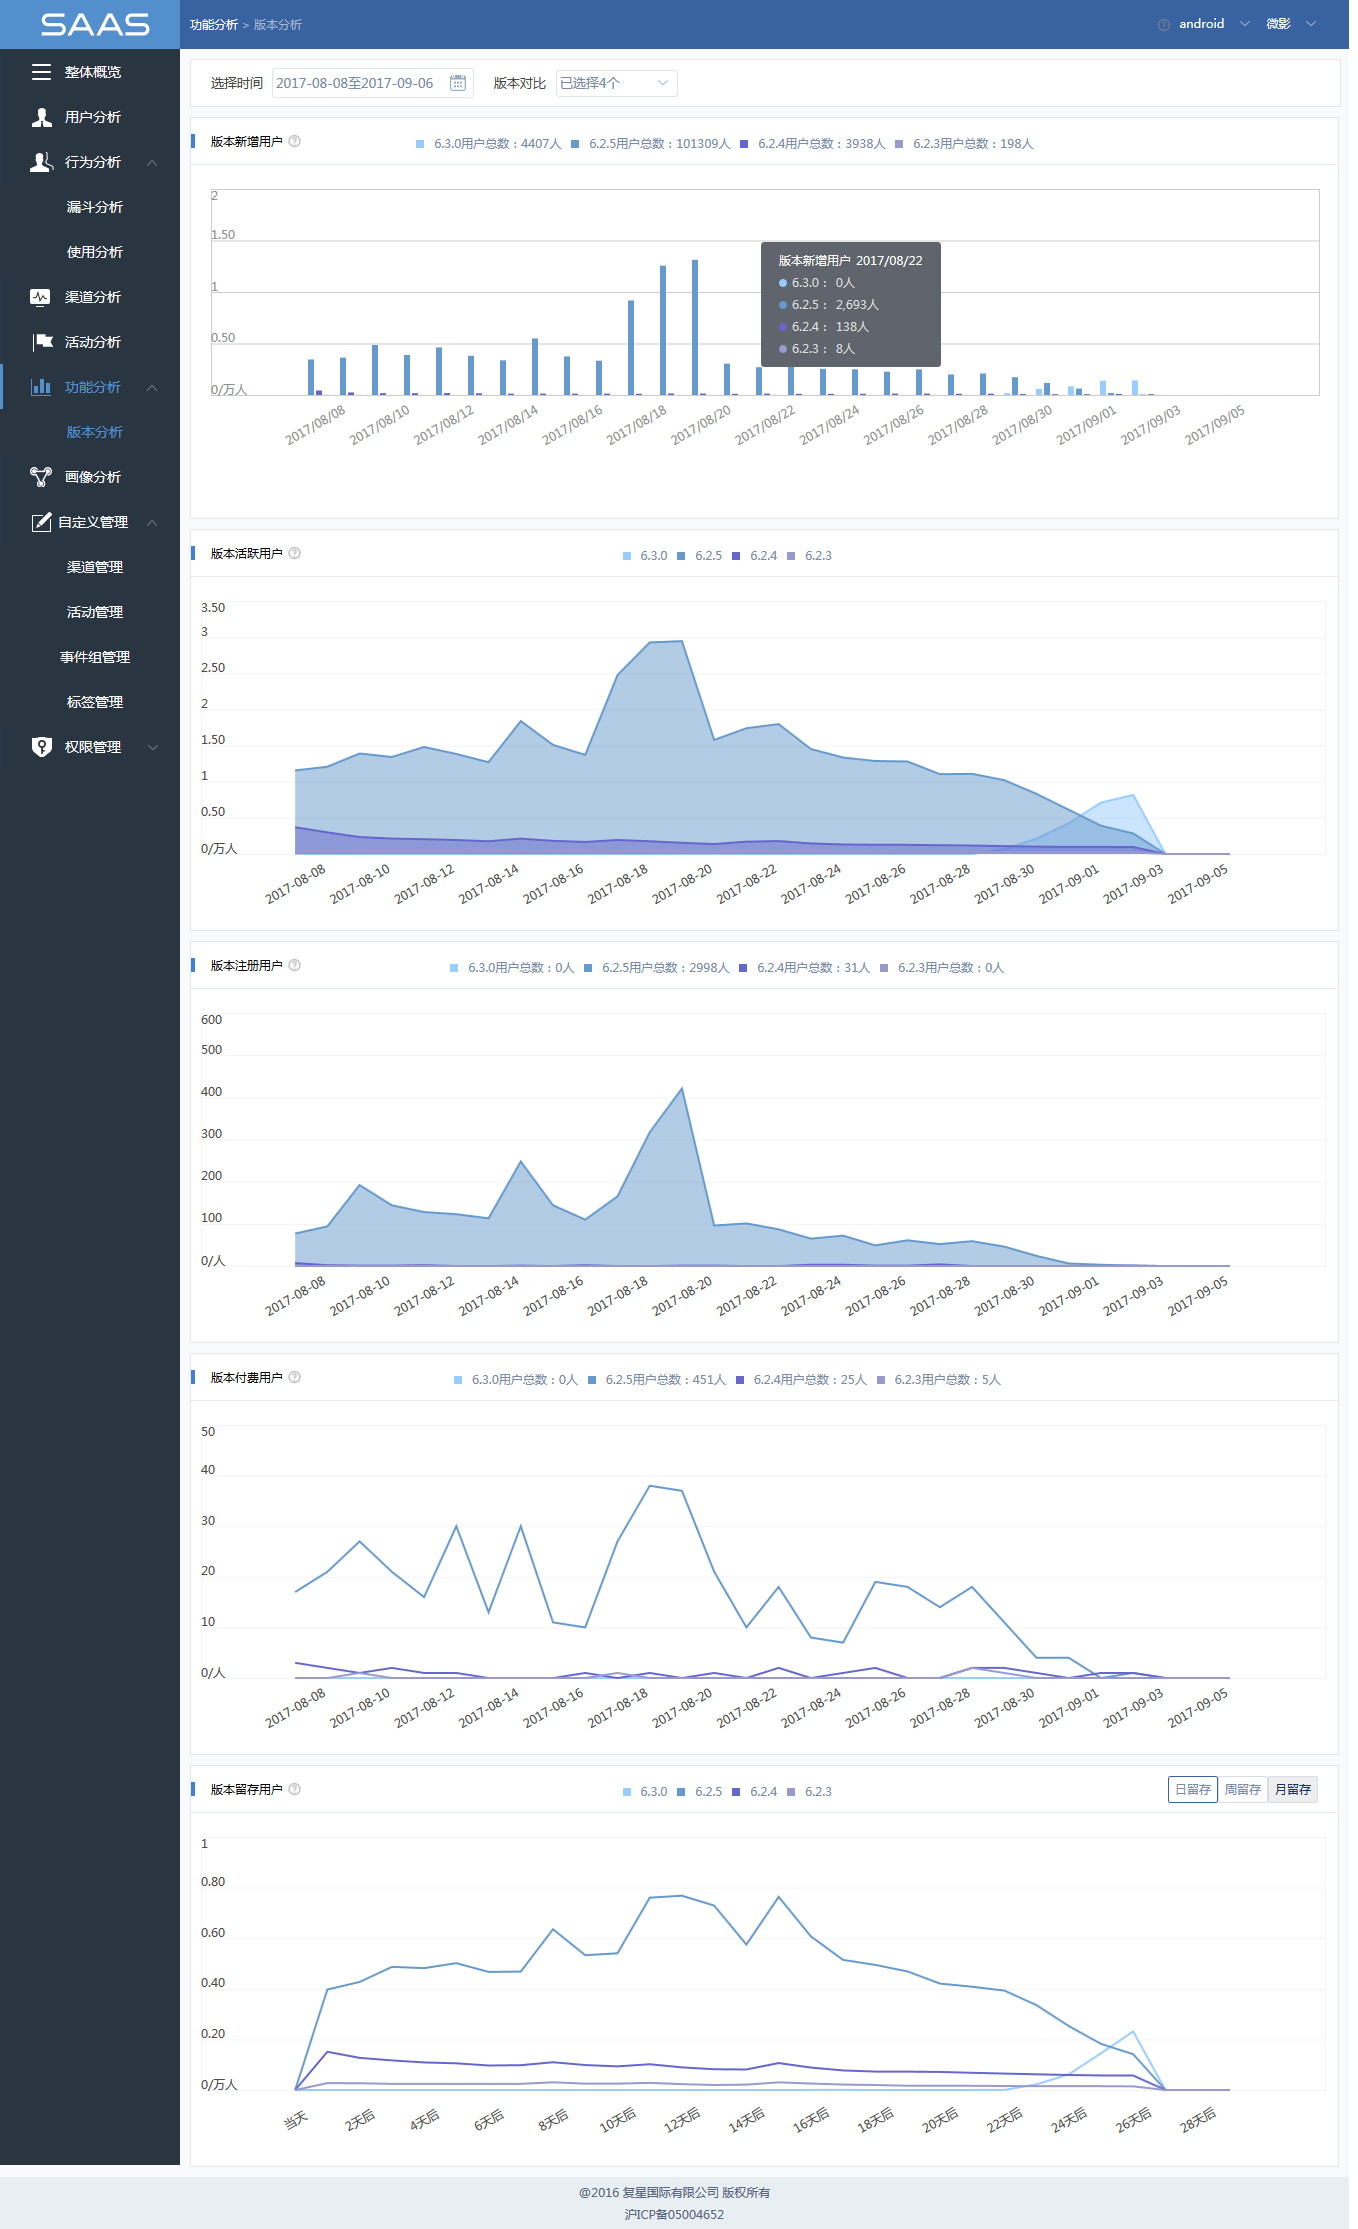 SAAS
功能分析 > 版本分析
android
微影
整体概览
用户分析
行为分析
漏斗分析
使用分析
渠道分析
活动分析
功能分析
版本分析
画像分析
自定义管理
渠道管理
活动管理
事件组管理
标签管理
权限管理
选择时间 2017-08-08至2017-09-06 版本对比 已选择4个
版本新增用户
6.3.0用户总数：4407人 6.2.5用户总数：101309人 6.2.4用户总数：3938人 6.2.3用户总数：198人
2
1.50
1
0.50
0/万人
版本新增用户 2017/08/22
6.3.0： 0人
6.2.5： 2,693人
6.2.4： 138人
6.2.3： 8人
2017/08/08 2017/08/10 2017/08/12 2017/08/14 2017/08/16 2017/08/18 2017/08/20 2017/08/22 2017/08/24 2017/08/26 2017/08/28 2017/08/30 2017/09/01 2017/09/03 2017/09/05
版本活跃用户
6.3.0 6.2.5 6.2.4 6.2.3
3.50
3
2.50
2
1.50
1
0.50
0/万人
2017-08-08 2017-08-10 2017-08-12 2017-08-14 2017-08-16 2017-08-18 2017-08-20 2017-08-22 2017-08-24 2017-08-26 2017-08-28 2017-08-30 2017-09-01 2017-09-03 2017-09-05
版本注册用户
6.3.0用户总数：0人 6.2.5用户总数：2998人 6.2.4用户总数：31人 6.2.3用户总数：0人
600
500
400
300
200
100
0/人
2017-08-08 2017-08-10 2017-08-12 2017-08-14 2017-08-16 2017-08-18 2017-08-20 2017-08-22 2017-08-24 2017-08-26 2017-08-28 2017-08-30 2017-09-01 2017-09-03 2017-09-05
版本付费用户
6.3.0用户总数：0人 6.2.5用户总数：451人 6.2.4用户总数：25人 6.2.3用户总数：5人
50
40
30
20
10
0/人
2017-08-08 2017-08-10 2017-08-12 2017-08-14 2017-08-16 2017-08-18 2017-08-20 2017-08-22 2017-08-24 2017-08-26 2017-08-28 2017-08-30 2017-09-01 2017-09-03 2017-09-05
版本留存用户
6.3.0 6.2.5 6.2.4 6.2.3
日留存 周留存 月留存
1
0.80
0.60
0.40
0.20
0/万人
当天 2天后 4天后 6天后 8天后 10天后 12天后 14天后 16天后 18天后 20天后 22天后 24天后 26天后 28天后
@2016 复星国际有限公司 版权所有
沪ICP备05004652